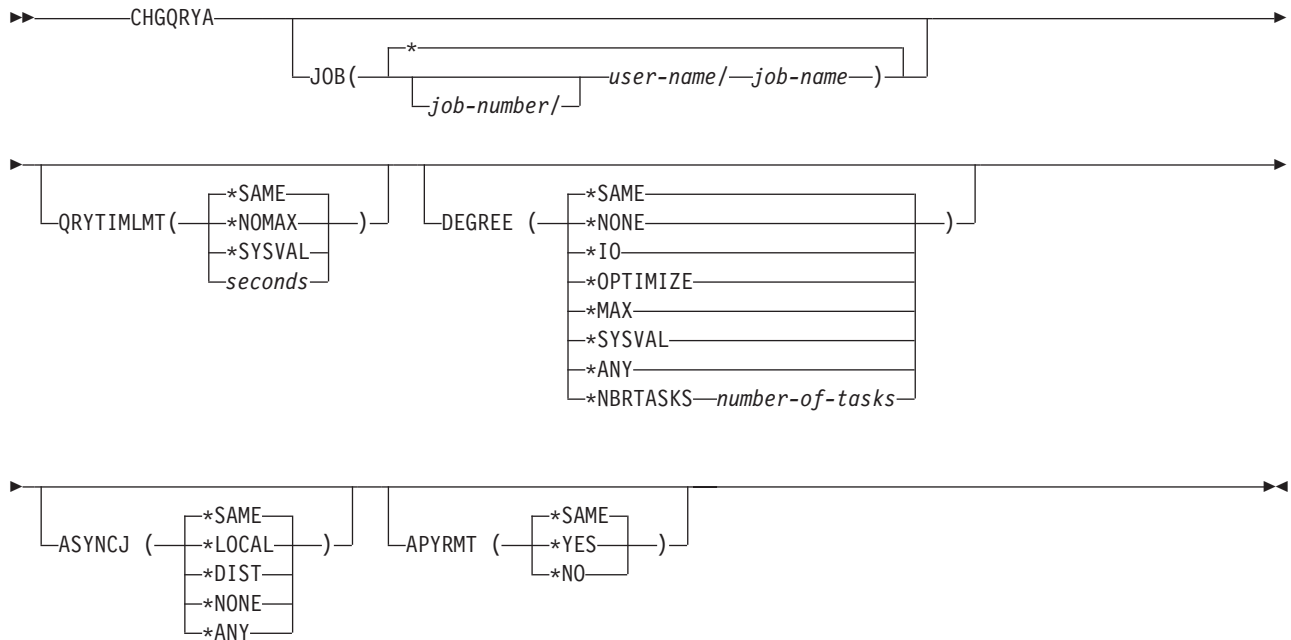 CHGQRYA
*
JOB( user-name/ job-name )
job-number/
*SAME *SAME
QRYTIMLMT( *NOMAX ) DEGREE ( *NONE )
*SYSVAL *IO
seconds *OPTIMIZE
*MAX
*SYSVAL
*ANY
*NBRTASKS number-of-tasks
*SAME *SAME
ASYNCJ ( *LOCAL ) APYRMT ( *YES )
*DIST *NO
*NONE
*ANY